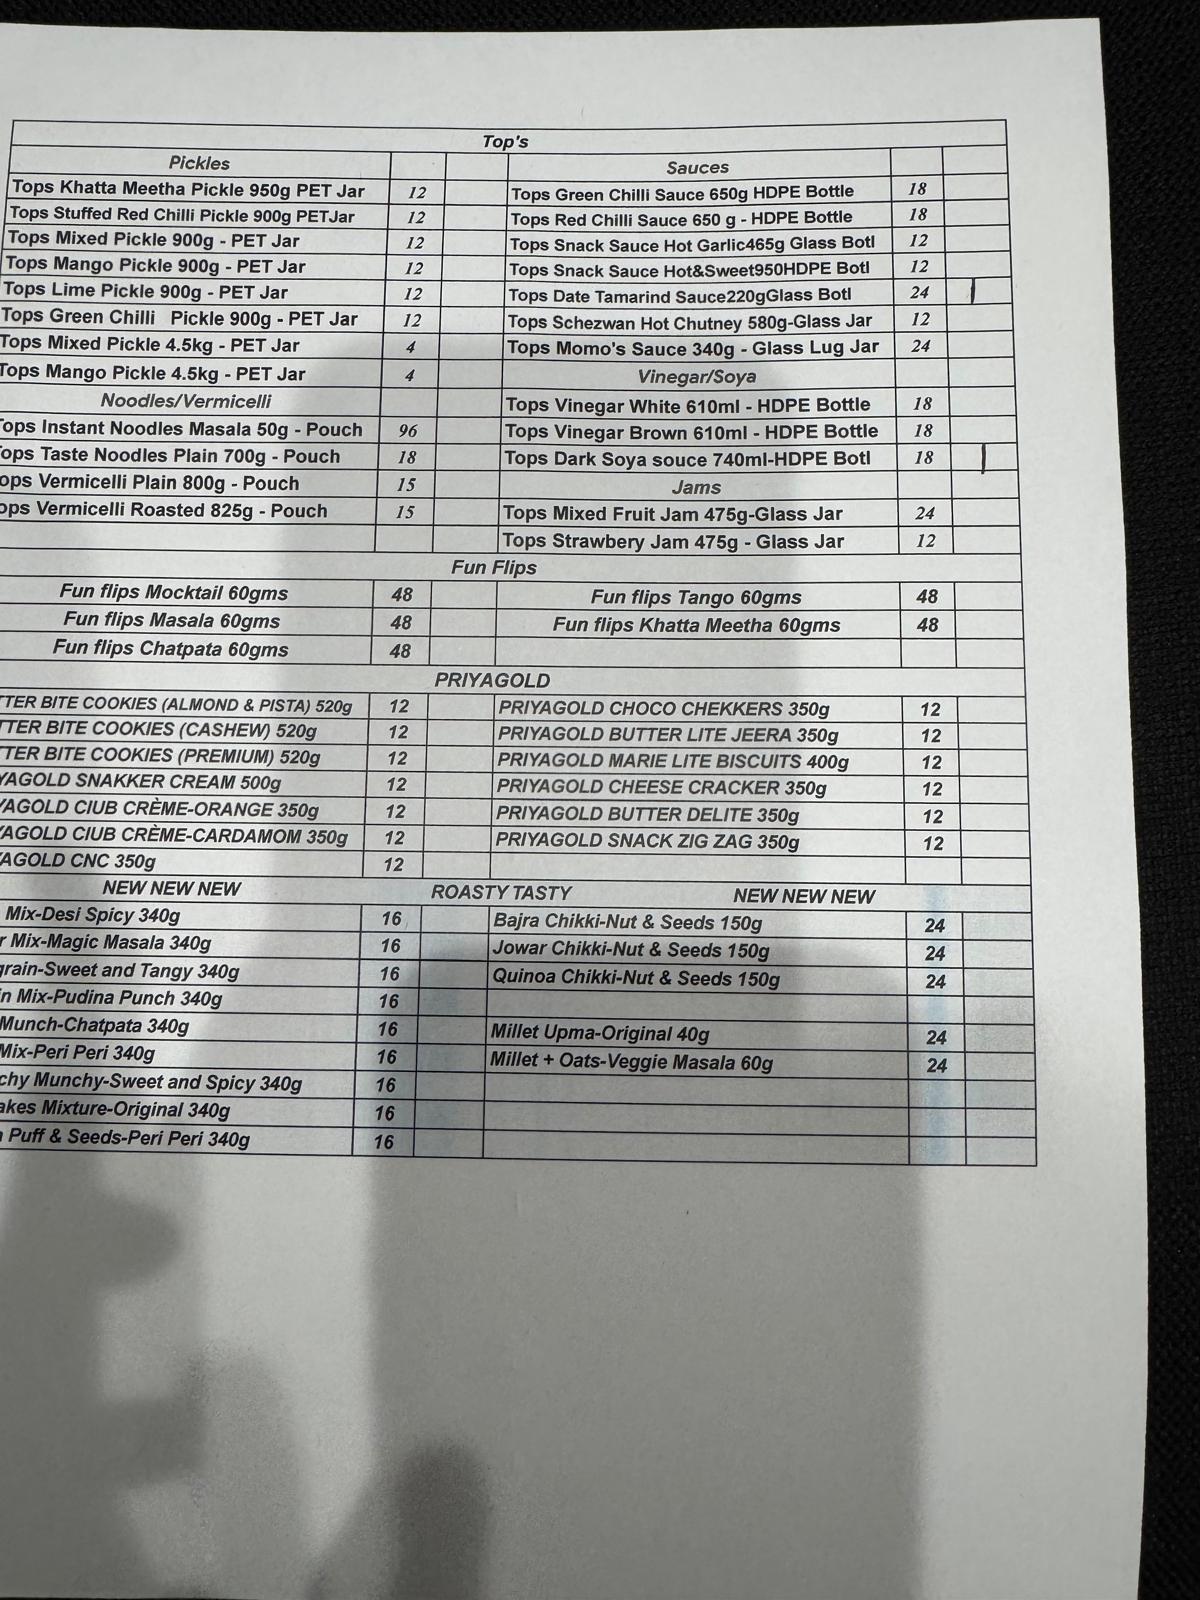 Top's
Pickles Sauces
Tops Khatta Meetha Pickle 950g PET Jar 12 Tops Green Chilli Sauce 650g HDPE Bottle 18
Tops Stuffed Red Chilli Pickle 900g PETJar 12 Tops Red Chilli Sauce 650 g - HDPE Bottle 18
Tops Mixed Pickle 900g - PET Jar 12 Tops Snack Sauce Hot Garlic465g Glass Botl 12
Tops Mango Pickle 900g - PET Jar 12 Tops Snack Sauce Hot&Sweet950HDPE Botl 12
Tops Lime Pickle 900g - PET Jar 12 Tops Date Tamarind Sauce220gGlass Botl 24 |
Tops Green Chilli Pickle 900g - PET Jar 12 Tops Schezwan Hot Chutney 580g-Glass Jar 12
Tops Mixed Pickle 4.5kg - PET Jar 4 Tops Momo's Sauce 340g - Glass Lug Jar 24
Tops Mango Pickle 4.5kg - PET Jar 4 Vinegar/Soya
Noodles/Vermicelli Tops Vinegar White 610ml - HDPE Bottle 18
ops Instant Noodles Masala 50g - Pouch 96 Tops Vinegar Brown 610ml - HDPE Bottle 18
ops Taste Noodles Plain 700g - Pouch 18 Tops Dark Soya souce 740ml-HDPE Botl 18 |
ops Vermicelli Plain 800g - Pouch 15 Jams
ops Vermicelli Roasted 825g - Pouch 15 Tops Mixed Fruit Jam 475g-Glass Jar 24
Tops Strawbery Jam 475g - Glass Jar 12
Fun Flips
Fun flips Mocktail 60gms 48 Fun flips Tango 60gms 48
Fun flips Masala 60gms 48 Fun flips Khatta Meetha 60gms 48
Fun flips Chatpata 60gms 48
PRIYAGOLD
TTER BITE COOKIES (ALMOND & PISTA) 520g 12 PRIYAGOLD CHOCO CHEKKERS 350g 12
TTER BITE COOKIES (CASHEW) 520g 12 PRIYAGOLD BUTTER LITE JEERA 350g 12
TTER BITE COOKIES (PREMIUM) 520g 12 PRIYAGOLD MARIE LITE BISCUITS 400g 12
YAGOLD SNAKKER CREAM 500g 12 PRIYAGOLD CHEESE CRACKER 350g 12
YAGOLD CIUB CRÈME-ORANGE 350g 12 PRIYAGOLD BUTTER DELITE 350g 12
YAGOLD CIUB CRÈME-CARDAMOM 350g 12 PRIYAGOLD SNACK ZIG ZAG 350g 12
AGOLD CNC 350g 12
NEW NEW NEW ROASTY TASTY NEW NEW NEW
Mix-Desi Spicy 340g 16 Bajra Chikki-Nut & Seeds 150g 24
r Mix-Magic Masala 340g 16 Jowar Chikki-Nut & Seeds 150g 24
grain-Sweet and Tangy 340g 16 Quinoa Chikki-Nut & Seeds 150g 24
n Mix-Pudina Punch 340g 16
Munch-Chatpata 340g 16 Millet Upma-Original 40g 24
Mix-Peri Peri 340g 16 Millet + Oats-Veggie Masala 60g 24
chy Munchy-Sweet and Spicy 340g 16
akes Mixture-Original 340g 16
Puff & Seeds-Peri Peri 340g 16